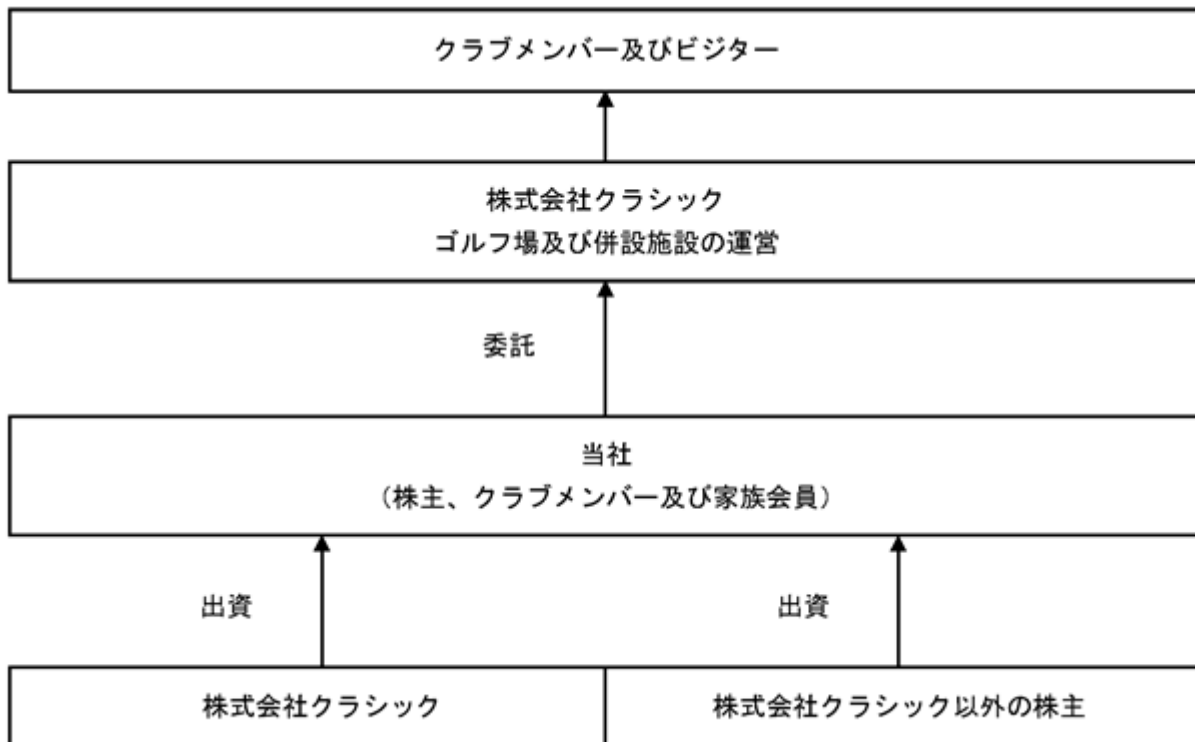 クラブメンバー及びビジター
株式会社クラシック
ゴルフ場及び併設施設の運営
委託
当社
（株主、クラブメンバー及び家族会員）
出資
出資
株式会社クラシック
株式会社クラシック以外の株主